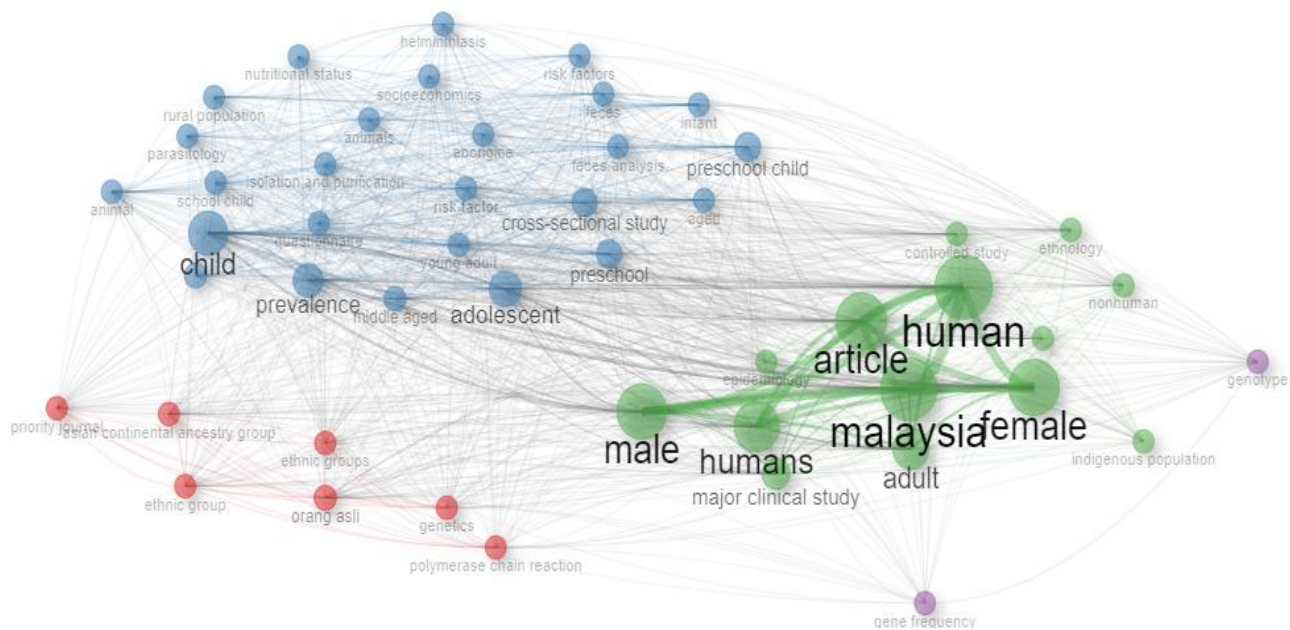 helminthiasis
nutritional status
risk factors
socioeconomics
rural population
feces
infant
animals
parasitology
aborigine
feces analysis
preschool child
isolation and purification
school child
animal
risk factor
cross-sectional study
aged
questionnaire
young adult
child
preschool
prevalence
middle aged
adolescent
controlled study
ethnology
nonhuman
human
article
epidemiology
genotype
priority journal
asian continental ancestry group
male
malaysia
female
humans
ethnic groups
indigenous population
adult
major clinical study
ethnic group
orang asli
genetics
polymerase chain reaction
gene frequency